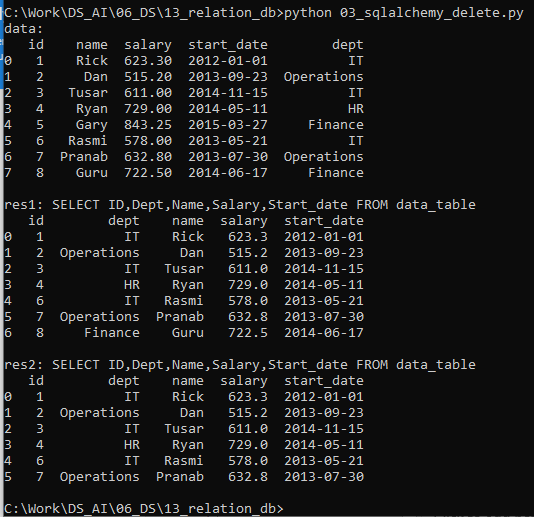 C:\Work\DS_AI\06_DS\13_relation_db>python 03_sqlalchemy_delete.py
data:
   id    name  salary  start_date        dept
0   1    Rick  623.30  2012-01-01          IT
1   2     Dan  515.20  2013-09-23  Operations
2   3   Tusar  611.00  2014-11-15          IT
3   4    Ryan  729.00  2014-05-11          HR
4   5    Gary  843.25  2015-03-27     Finance
5   6   Rasmi  578.00  2013-05-21          IT
6   7  Pranab  632.80  2013-07-30  Operations
7   8    Guru  722.50  2014-06-17     Finance
res1: SELECT ID,Dept,Name,Salary,Start_date FROM data_table
   id        dept    name  salary  start_date
0   1          IT    Rick   623.3  2012-01-01
1   2  Operations     Dan   515.2  2013-09-23
2   3          IT   Tusar   611.0  2014-11-15
3   4          HR    Ryan   729.0  2014-05-11
4   6          IT   Rasmi   578.0  2013-05-21
5   7  Operations  Pranab   632.8  2013-07-30
6   8     Finance    Guru   722.5  2014-06-17
res2: SELECT ID,Dept,Name,Salary,Start_date FROM data_table
   id        dept    name  salary  start_date
0   1          IT    Rick   623.3  2012-01-01
1   2  Operations     Dan   515.2  2013-09-23
2   3          IT   Tusar   611.0  2014-11-15
3   4          HR    Ryan   729.0  2014-05-11
4   6          IT   Rasmi   578.0  2013-05-21
5   7  Operations  Pranab   632.8  2013-07-30
C:\Work\DS_AI\06_DS\13_relation_db>